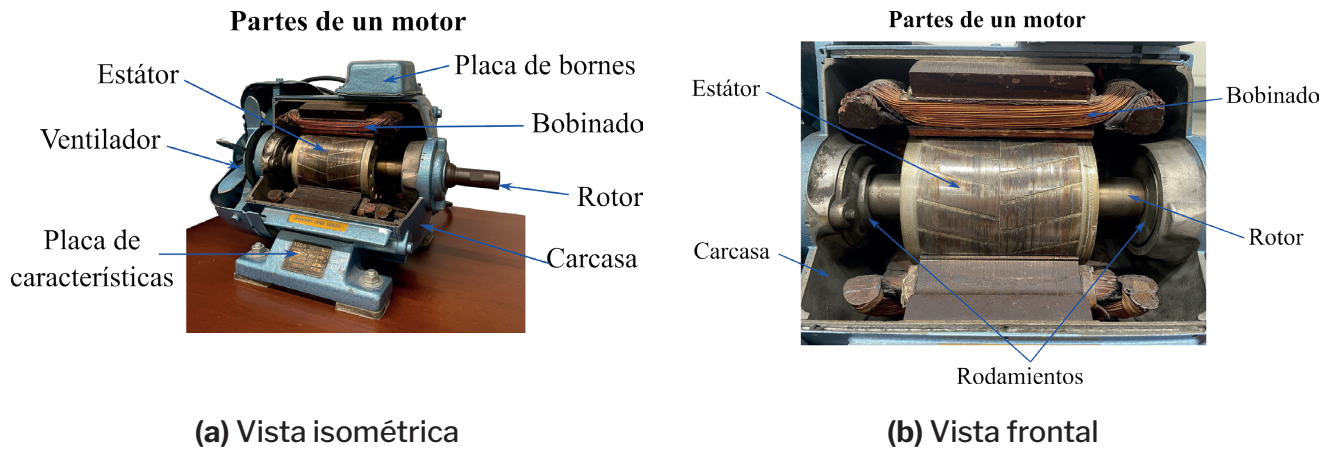 Partes de un motor
Estátor
Placa de bornes
Ventilador
Bobinado
Rotor
Placa de
características
Carcasa
(a) Vista isométrica
Partes de un motor
Estátor
Bobinado
Carcasa
Rotor
Rodamientos
(b) Vista frontal